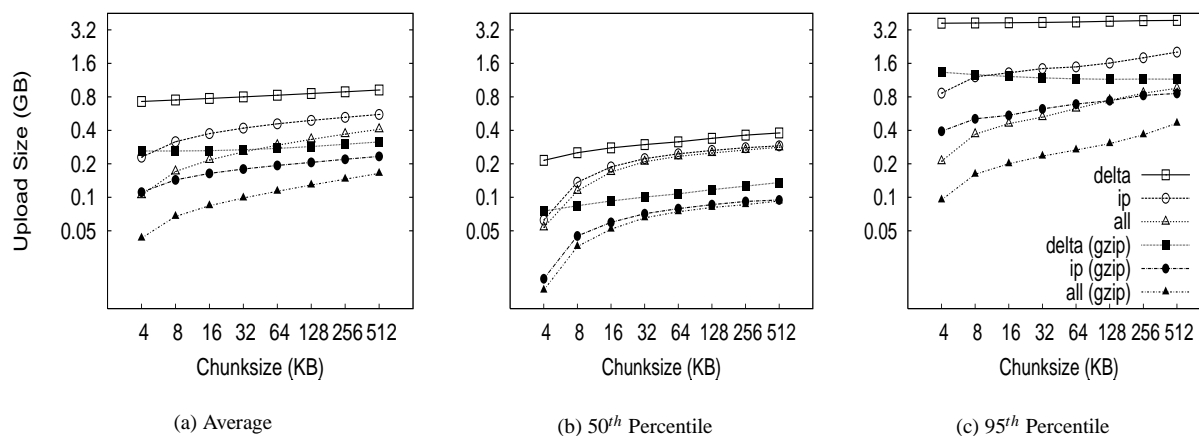 Upload Size (GB)
3.2
1.6
0.8
0.4
0.2
0.1
0.05
4 8 16 32 64 128 256 512
Chunksize (KB)
(a) Average
3.2
1.6
0.8
0.4
0.2
0.1
0.05
4 8 16 32 64 128 256 512
Chunksize (KB)
(b) 50th Percentile
3.2
1.6
0.8
0.4
0.2
0.1
0.05
delta
ip
all
delta (gzip)
ip (gzip)
all (gzip)
4 8 16 32 64 128 256 512
Chunksize (KB)
(c) 95th Percentile